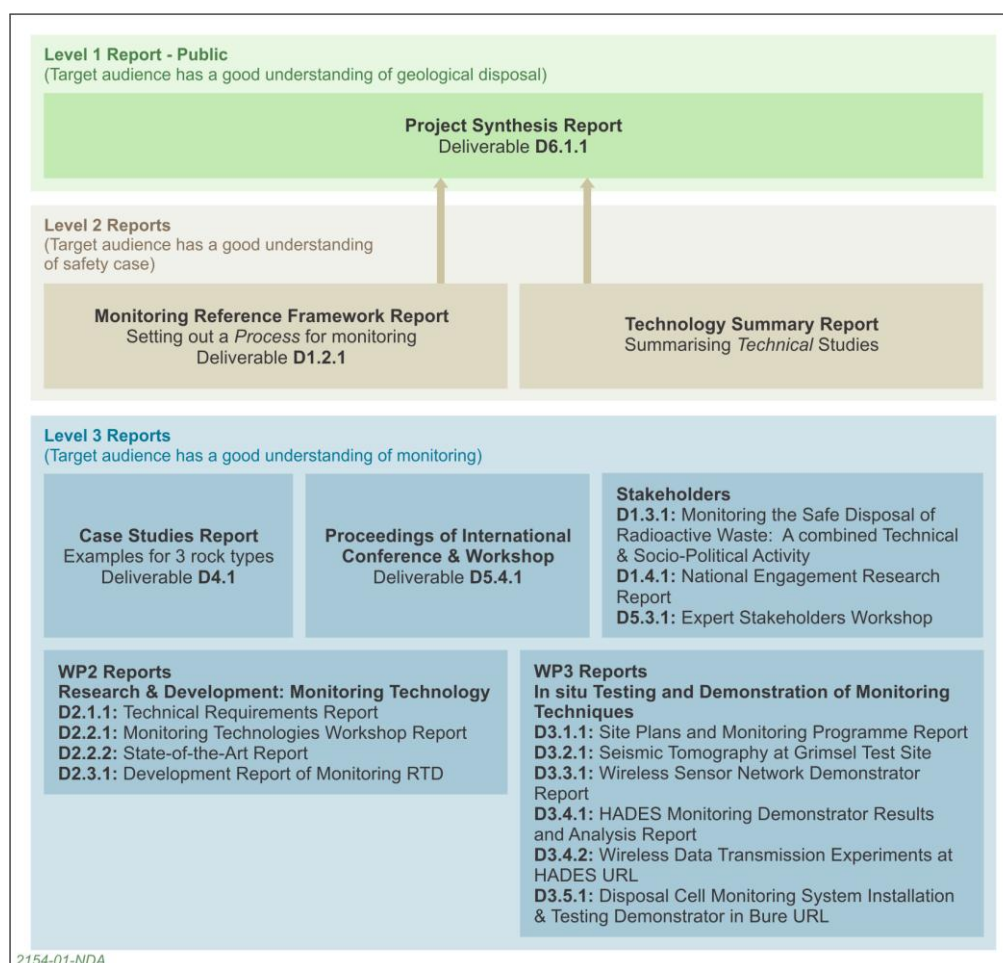 Level 1 Report - Public
(Target audience has a good understanding of geological disposal)
Project Synthesis Report
Deliverable D6.1.1
Level 2 Reports
(Target audience has a good understanding
of safety case)
Monitoring Reference Framework Report
Setting out a Process for monitoring
Deliverable D1.2.1
Technology Summary Report
Summarising Technical Studies
Level 3 Reports
(Target audience has a good understanding of monitoring)
Case Studies Report
Examples for 3 rock types
Deliverable D4.1
Proceedings of International
Conference & Workshop
Deliverable D5.4.1
Stakeholders
D1.3.1: Monitoring the Safe Disposal of
Radioactive Waste: A combined Technical
& Socio-Political Activity
D1.4.1: National Engagement Research
Report
D5.3.1: Expert Stakeholders Workshop
WP2 Reports
Research & Development: Monitoring Technology
D2.1.1: Technical Requirements Report
D2.2.1: Monitoring Technologies Workshop Report
D2.2.2: State-of-the-Art Report
D2.3.1: Development Report of Monitoring RTD
WP3 Reports
In situ Testing and Demonstration of Monitoring
Techniques
D3.1.1: Site Plans and Monitoring Programme Report
D3.2.1: Seismic Tomography at Grimsel Test Site
D3.3.1: Wireless Sensor Network Demonstrator
Report
D3.4.1: HADES Monitoring Demonstrator Results
and Analysis Report
D3.4.2: Wireless Data Transmission Experiments at
HADES URL
D3.5.1: Disposal Cell Monitoring System Installation
& Testing Demonstrator in Bure URL
2154-01-NDA